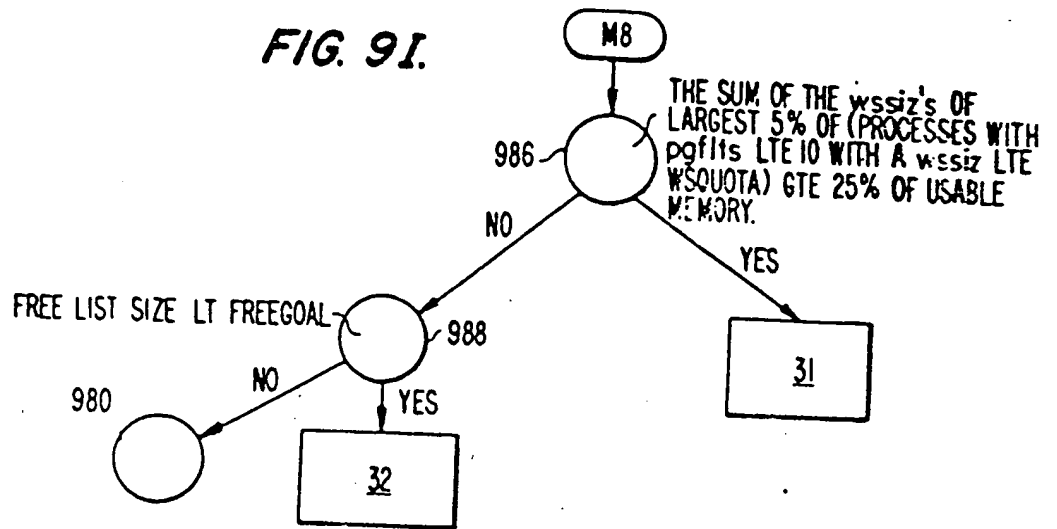 FIG. 9I.
M8
986
THE SUM OF THE wssiz's OF
LARGEST 5% OF (PROCESSES WITH
pgflts LTE 10 WITH A wssiz LTE
WSQUOTA) GTE 25% OF USABLE
MEMORY.
NO
YES
FREE LIST SIZE LT FREEGOAL
988
31
NO
YES
980
32